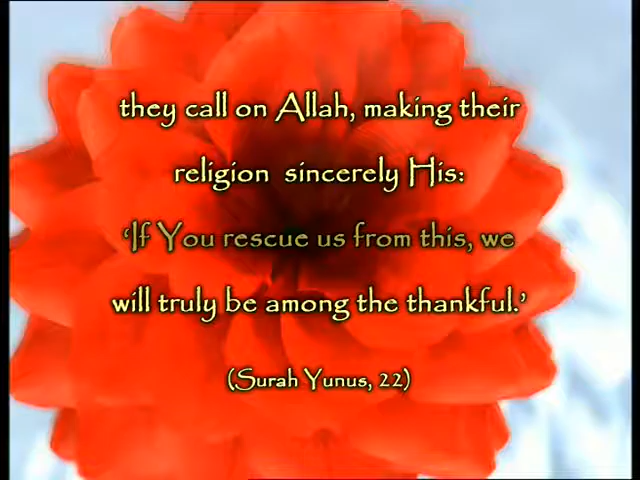 they call on Allah, making their
religion sincerely His:
‘If You rescue us from this, we
will truly be among the thankful.’
(Surah Yunus, 22)